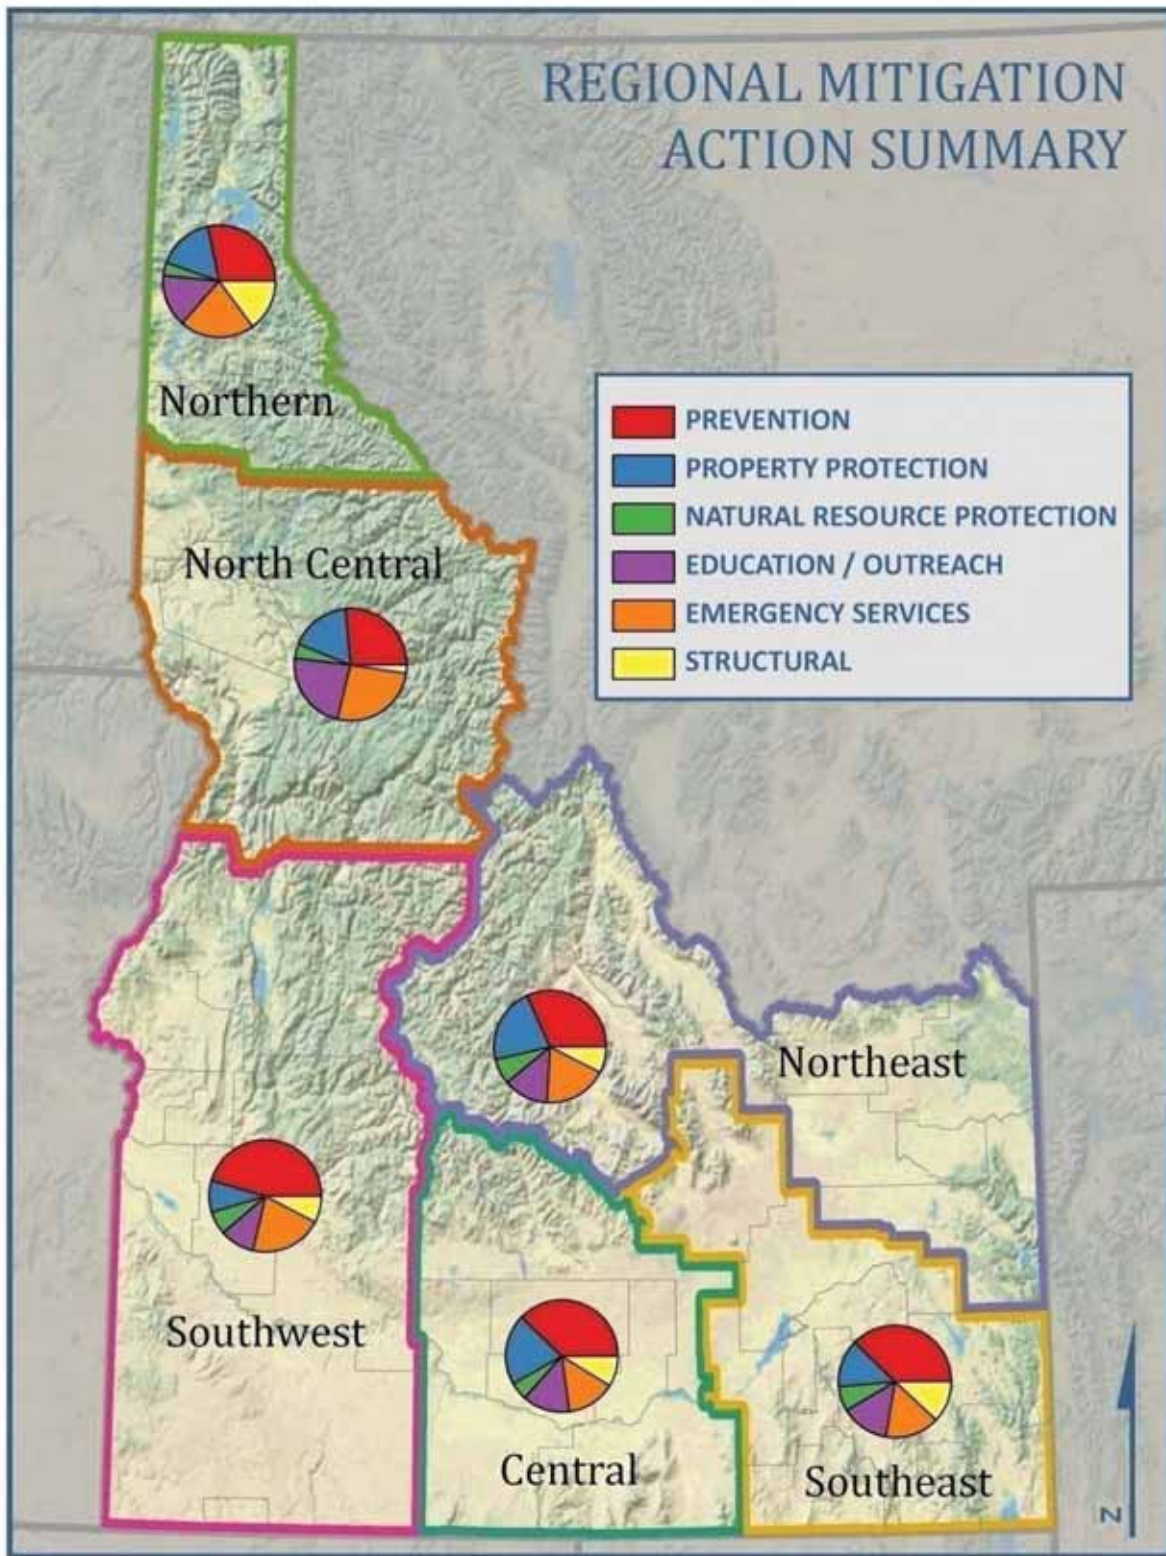 REGIONAL MITIGATION
ACTION SUMMARY
Northern
PREVENTION
PROPERTY PROTECTION
NATURAL RESOURCE PROTECTION
EDUCATION / OUTREACH
EMERGENCY SERVICES
STRUCTURAL
North Central
Northeast
Southwest
Central
Southeast
N